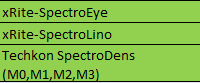 xRite-SpectroEye
xRite-SpectroLino
Techkon SpectroDens
(M0,M1,M2,M3)